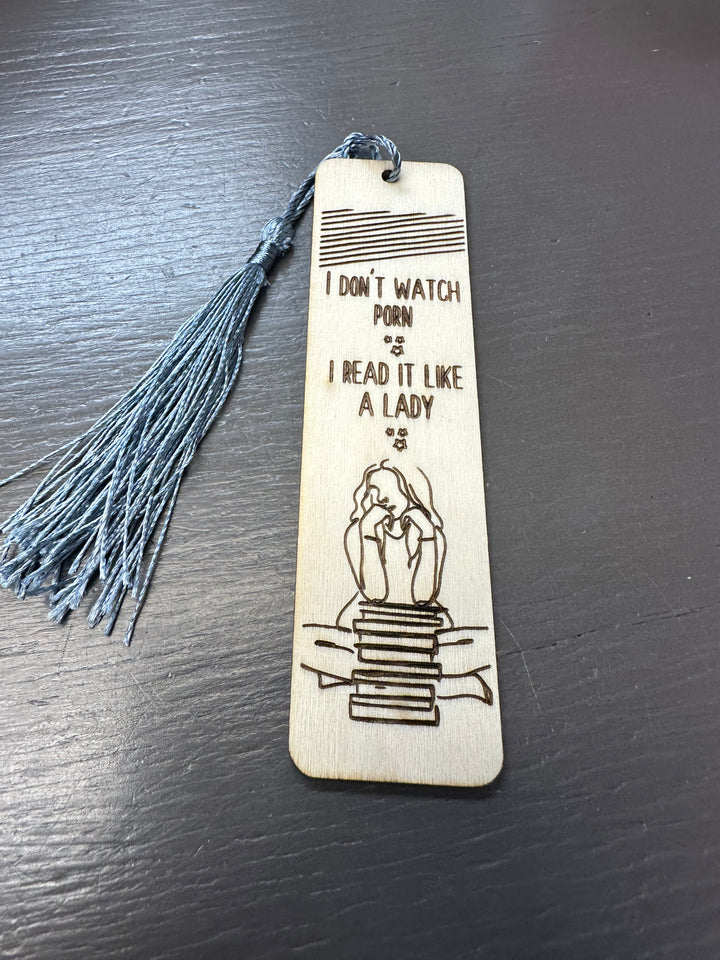 I DON'T WATCH
PORN
I READ IT LIKE
A LADY